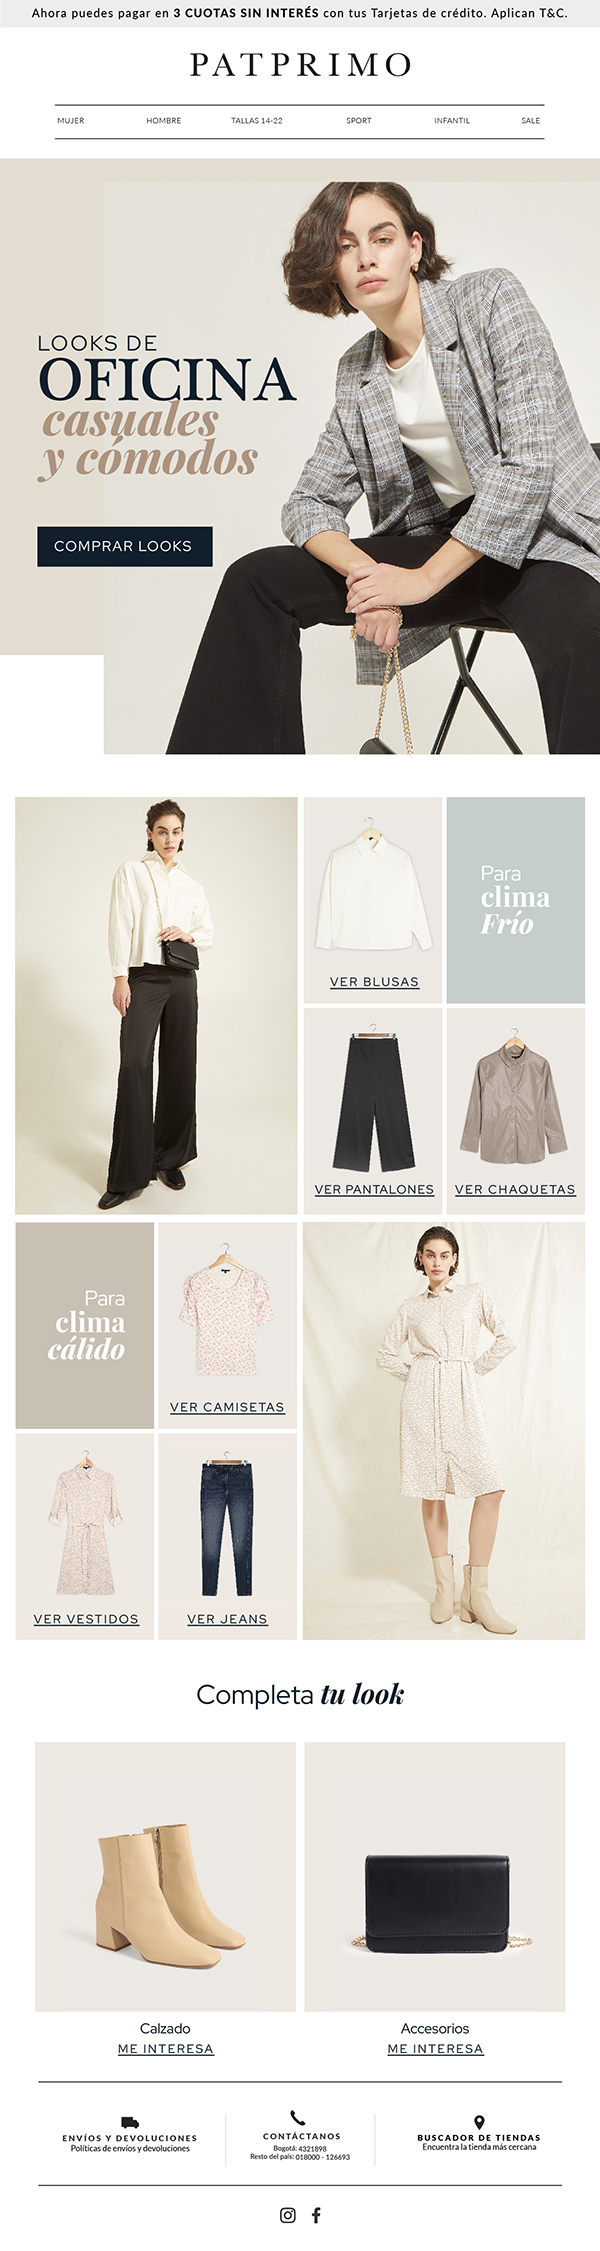 Ahora puedes pagar en 3 CUOTAS SIN INTERÉS con tus Tarjetas de crédito. Aplican T&C.
PATPRIMO
MUJER HOMBRE TALLAS 14-22 SPORT INFANTIL SALE
LOOKS DE
OFICINA
casuales
y cómodos
COMPRAR LOOKS
VER BLUSAS
Para
clima
Frío
VER PANTALONES
VER CHAQUETAS
Para
clima
cálido
VER CAMISETAS
VER VESTIDOS
VER JEANS
Completa tu look
Calzado
ME INTERESA
Accesorios
ME INTERESA
ENVÍOS Y DEVOLUCIONES
Políticas de envíos y devoluciones
CONTÁCTANOS
Bogotá: 4321898
Resto del país: 018000 - 126693
BUSCADOR DE TIENDAS
Encuentra la tienda más cercana